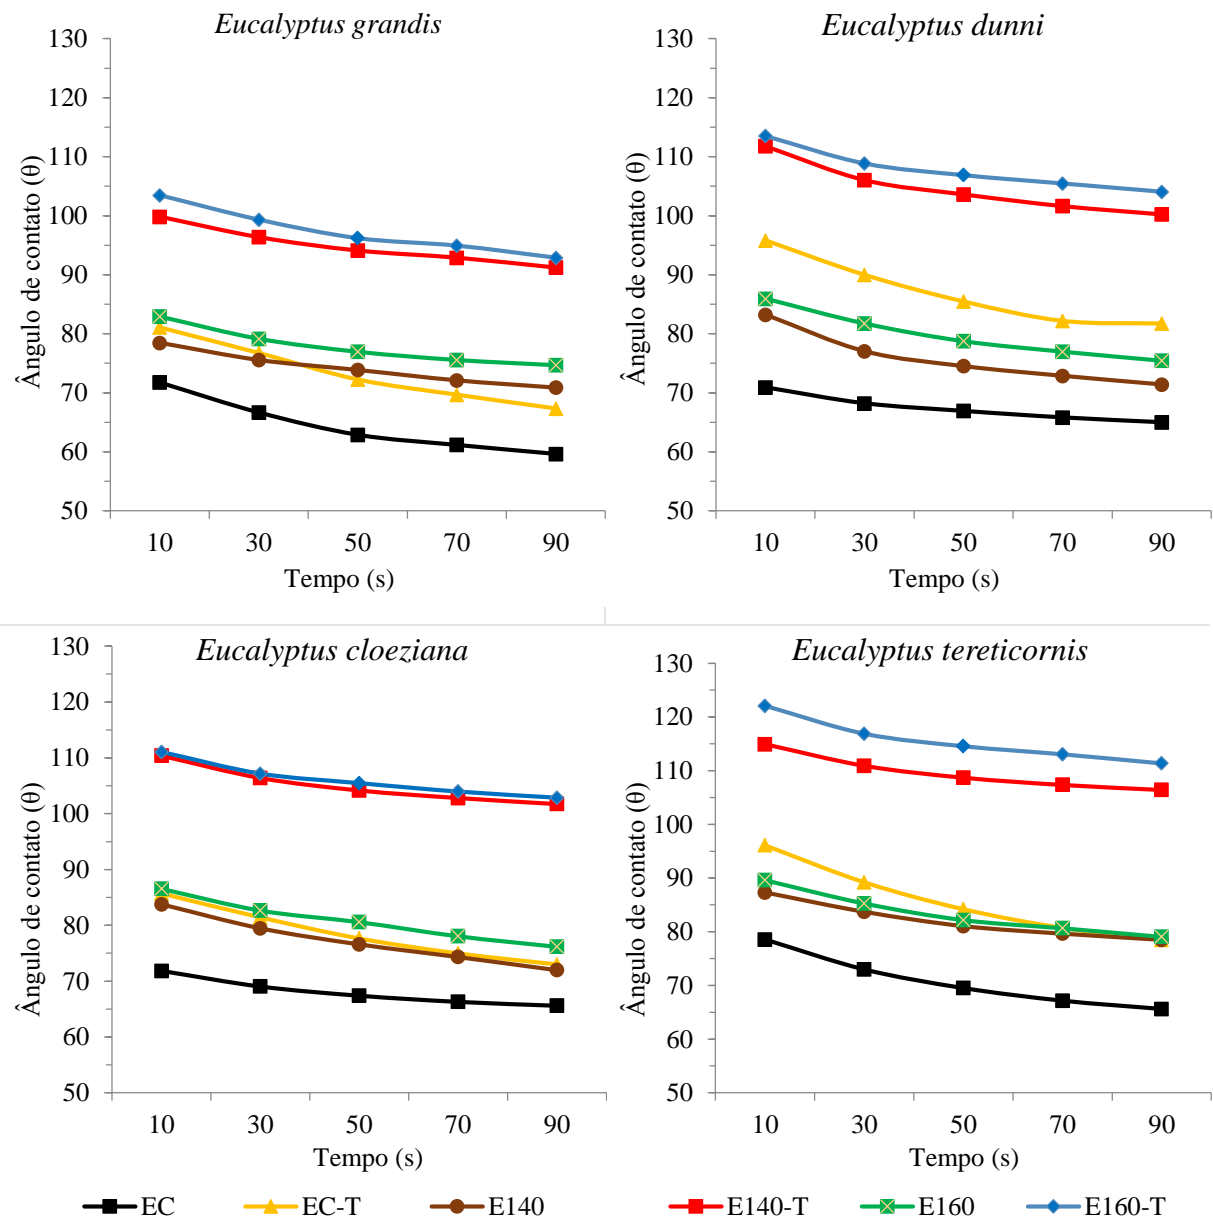 Eucalyptus grandis
130
120
110
100
90
80
70
60
50
Ângulo de contato (θ)
10 30 50 70 90
Tempo (s)
Eucalyptus dunni
130
120
110
100
90
80
70
60
50
Ângulo de contato (θ)
10 30 50 70 90
Tempo (s)
Eucalyptus cloeziana
130
120
110
100
90
80
70
60
50
Ângulo de contato (θ)
10 30 50 70 90
Tempo (s)
Eucalyptus tereticornis
130
120
110
100
90
80
70
60
50
Ângulo de contato (θ)
10 30 50 70 90
Tempo (s)
EC EC-T E140 E140-T E160 E160-T